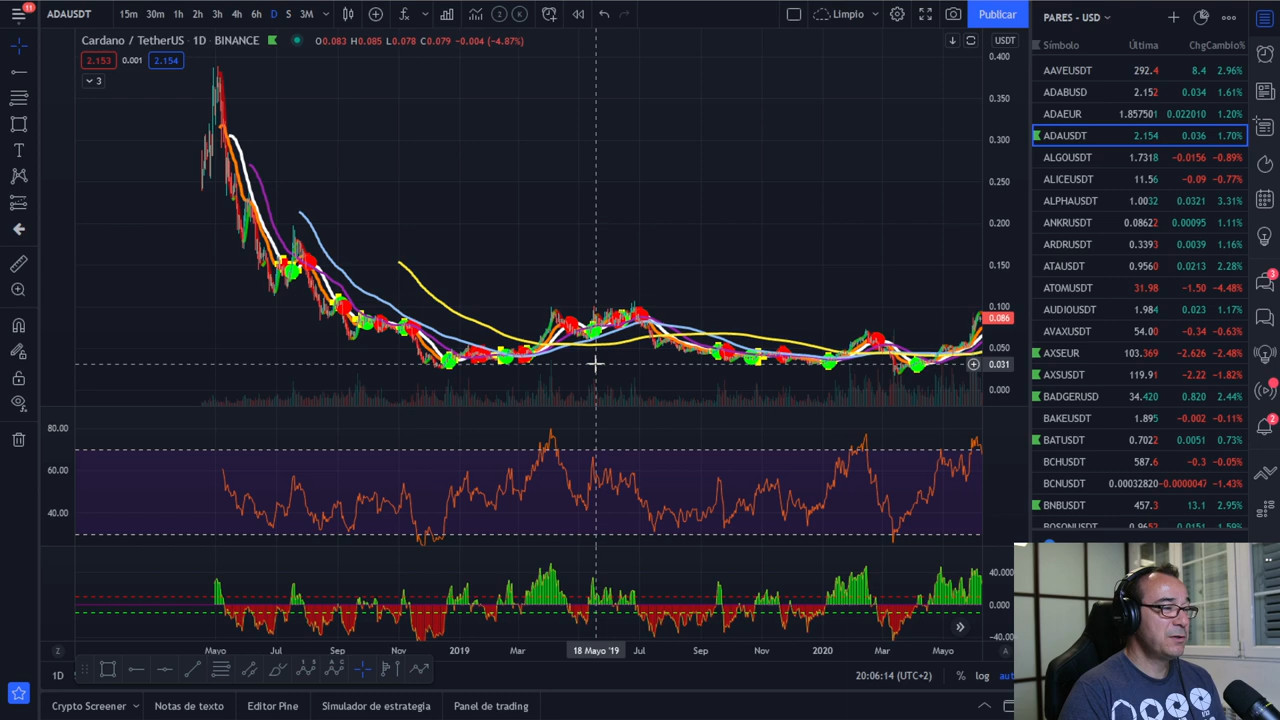 11
ADAUSDT 15m 30m 1h 2h 3h 4h 6h D S 3M 2 K Limpio Publicar
Cardano / TetherUS · 1D · BINANCE O0.083 H0.085 L0.078 C0.079 -0.004 (-4.87%)
2.153 0.001 2.154
3
USDT
0.400
0.350
0.300
0.250
0.200
0.150
0.100
0.086
0.050
0.031
0.000
80.00
60.00
40.00
40.000
0.000
-40.00
Z Mayo Jul Sep Nov 2019 Mar 18 Mayo '19 Jul Sep Nov 2020 Mar Mayo A
1D 20:06:14 (UTC+2) % log
Crypto Screener Notas de texto Editor Pine Simulador de estrategia Panel de trading
PARES - USD
Símbolo Última Chg Cambio%
AAVEUSDT 292.4 8.4 2.96%
ADABUSD 2.152 0.034 1.61%
ADAEUR 1.857501 0.022010 1.20%
ADAUSDT 2.154 0.036 1.70%
ALGOUSDT 1.7318 -0.0156 -0.89%
ALICEUSDT 11.56 -0.09 -0.77%
ALPHAUSDT 1.0032 0.0321 3.31%
ANKRUSDT 0.08622 0.00095 1.11%
ARDRUSDT 0.3393 0.0039 1.16%
ATAUSDT 0.9560 0.0213 2.28%
ATOMUSDT 31.98 -1.50 -4.48%
AUDIOUSDT 1.984 0.023 1.17%
AVAXUSDT 54.00 -0.34 -0.63%
AXSEUR 103.369 -2.626 -2.48%
AXSUSDT 119.91 -2.22 -1.82%
BADGERUSD 34.420 0.820 2.44%
BAKEUSDT 1.895 -0.002 -0.11%
BATUSDT 0.7022 0.0051 0.73%
BCHUSDT 587.6 -0.3 -0.05%
BCNUSDT 0.00032820 -0.0000047 -1.43%
BNBUSDT 457.3 13.1 2.95%
3
2